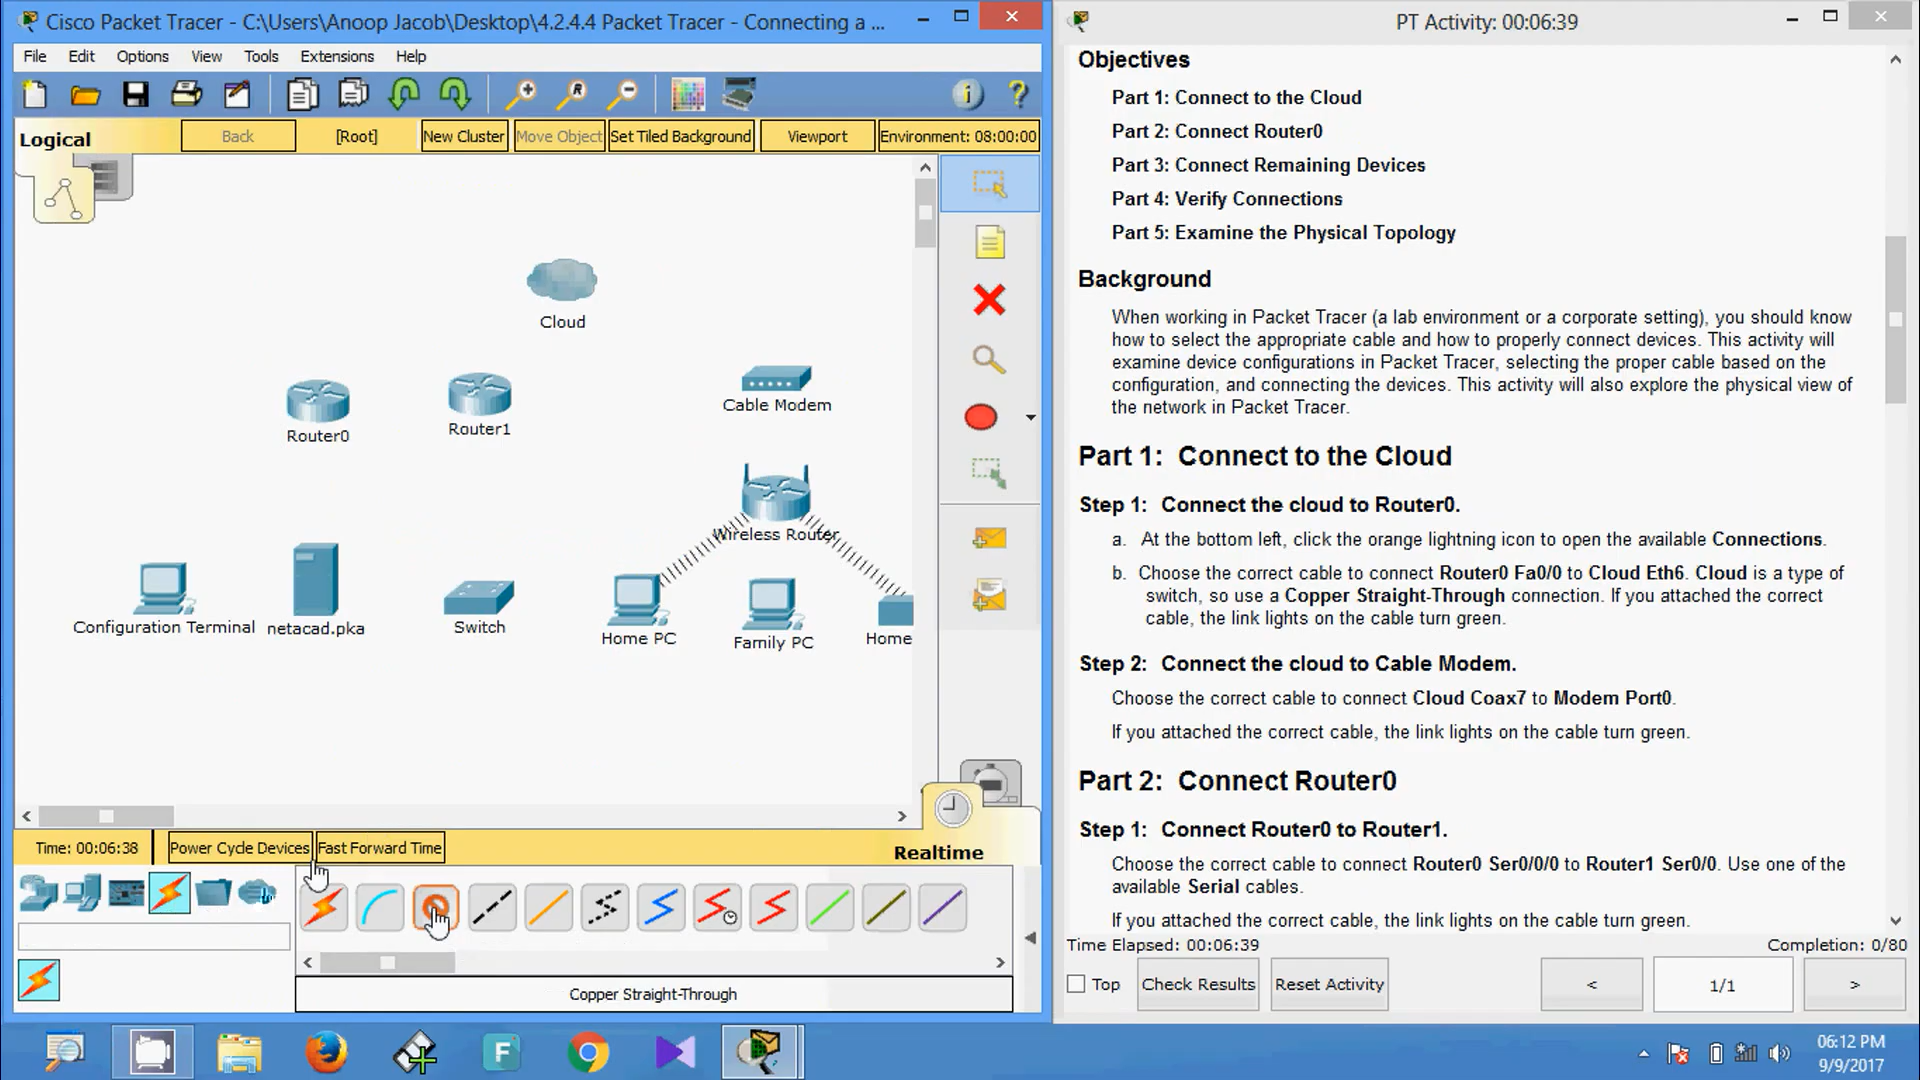 Cisco Packet Tracer - C:\Users\Anoop Jacob\Desktop\4.2.4.4 Packet Tracer - Connecting a ...
File Edit Options View Tools Extensions Help
Logical
Back
[Root]
New Cluster
Move Object
Set Tiled Background
Viewport
Environment: 08:00:00
Cloud
Cable Modem
Router0
Router1
Wireless Router
Configuration Terminal
netacad.pka
Switch
Home PC
Family PC
Home
Time: 00:06:38
Power Cycle Devices
Fast Forward Time
Realtime
Copper Straight-Through
PT Activity: 00:06:39
Objectives
Part 1: Connect to the Cloud
Part 2: Connect Router0
Part 3: Connect Remaining Devices
Part 4: Verify Connections
Part 5: Examine the Physical Topology
Background
When working in Packet Tracer (a lab environment or a corporate setting), you should know
how to select the appropriate cable and how to properly connect devices. This activity will
examine device configurations in Packet Tracer, selecting the proper cable based on the
configuration, and connecting the devices. This activity will also explore the physical view of
the network in Packet Tracer.
Part 1: Connect to the Cloud
Step 1: Connect the cloud to Router0.
a. At the bottom left, click the orange lightning icon to open the available Connections.
b. Choose the correct cable to connect Router0 Fa0/0 to Cloud Eth6. Cloud is a type of
switch, so use a Copper Straight-Through connection. If you attached the correct
cable, the link lights on the cable turn green.
Step 2: Connect the cloud to Cable Modem.
Choose the correct cable to connect Cloud Coax7 to Modem Port0.
If you attached the correct cable, the link lights on the cable turn green.
Part 2: Connect Router0
Step 1: Connect Router0 to Router1.
Choose the correct cable to connect Router0 Ser0/0/0 to Router1 Ser0/0. Use one of the
available Serial cables.
If you attached the correct cable, the link lights on the cable turn green.
Time Elapsed: 00:06:39
Completion: 0/80
Top
Check Results
Reset Activity
<
1/1
>
06:12 PM
9/9/2017